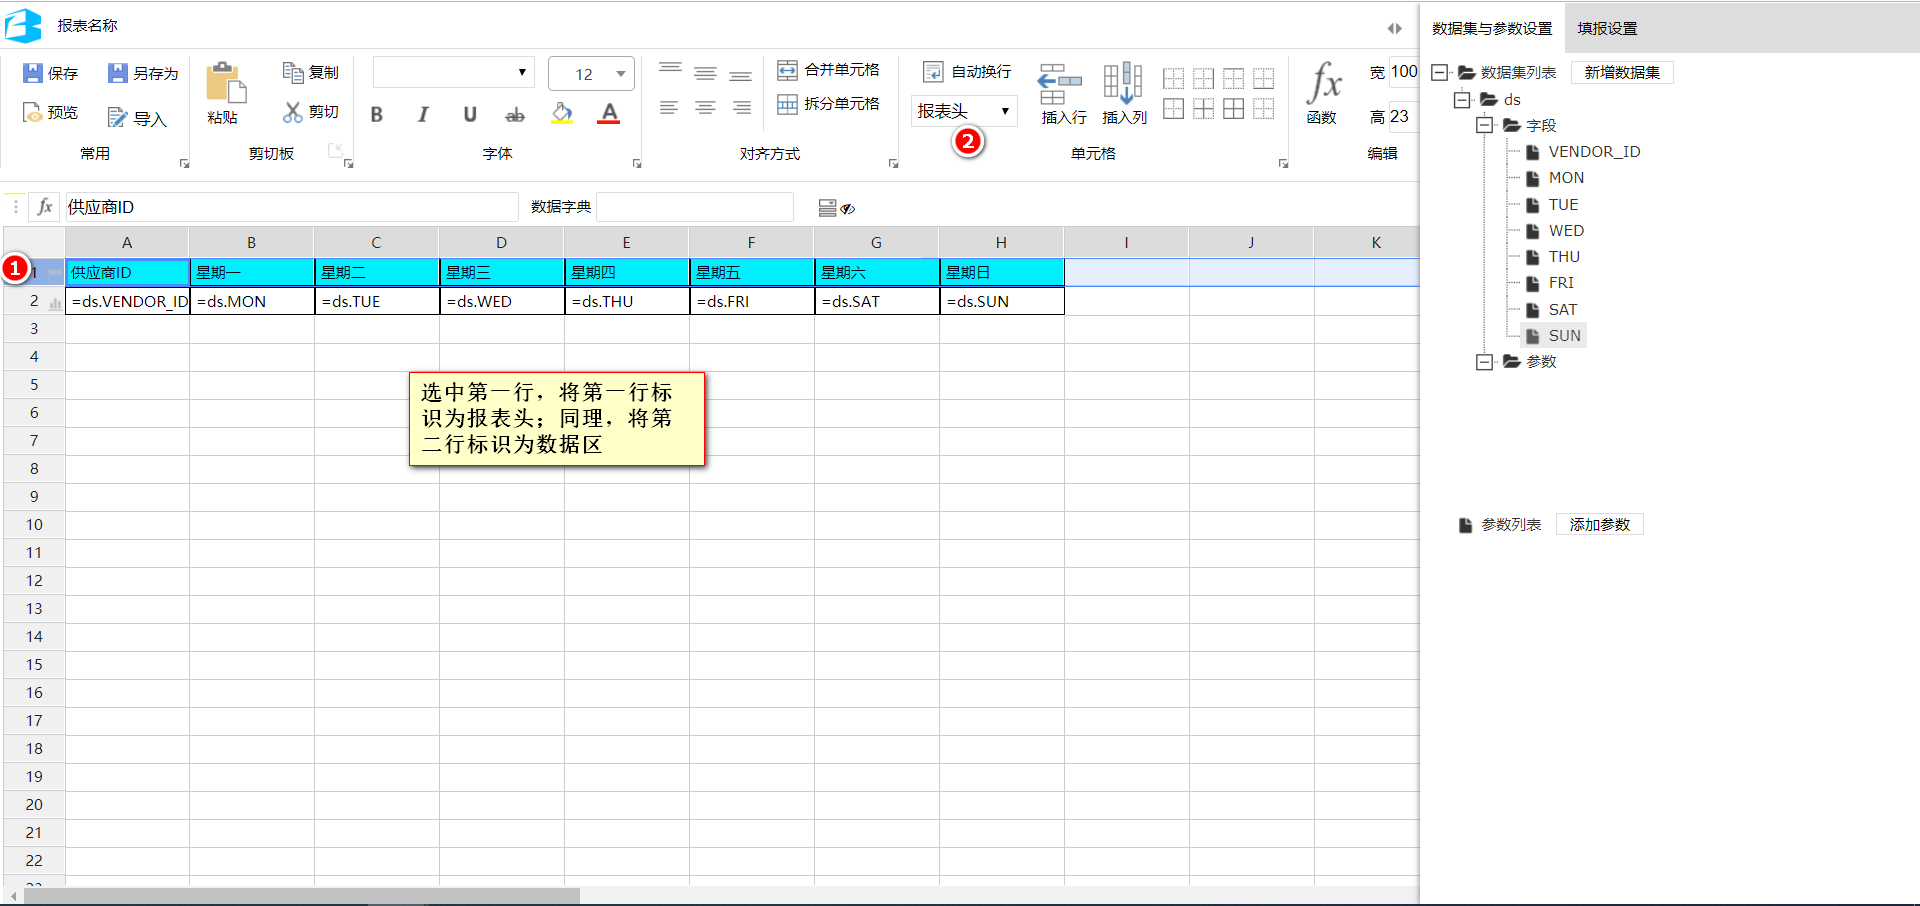 报表名称
数据集与参数设置 填报设置
保存 另存为 粘贴 复制 12 合并单元格 自动换行 宽 100
预览 导入 剪切 B I U ab A 拆分单元格 报表头 插入行 插入列 函数 高 23
2
常用 剪切板 字体 对齐方式 单元格 编辑
fx 供应商ID 数据字典
A B C D E F G H I J K
1 1 供应商ID 星期一 星期二 星期三 星期四 星期五 星期六 星期日
2 =ds.VENDOR_ID =ds.MON =ds.TUE =ds.WED =ds.THU =ds.FRI =ds.SAT =ds.SUN
3
4
5
6
7
8
9
10
11
12
13
14
15
16
17
18
19
20
21
22
23
选中第一行，将第一行标
识为报表头；同理，将第
二行标识为数据区
数据集列表 新增数据集
ds
字段
VENDOR_ID
MON
TUE
WED
THU
FRI
SAT
SUN
参数
参数列表 添加参数